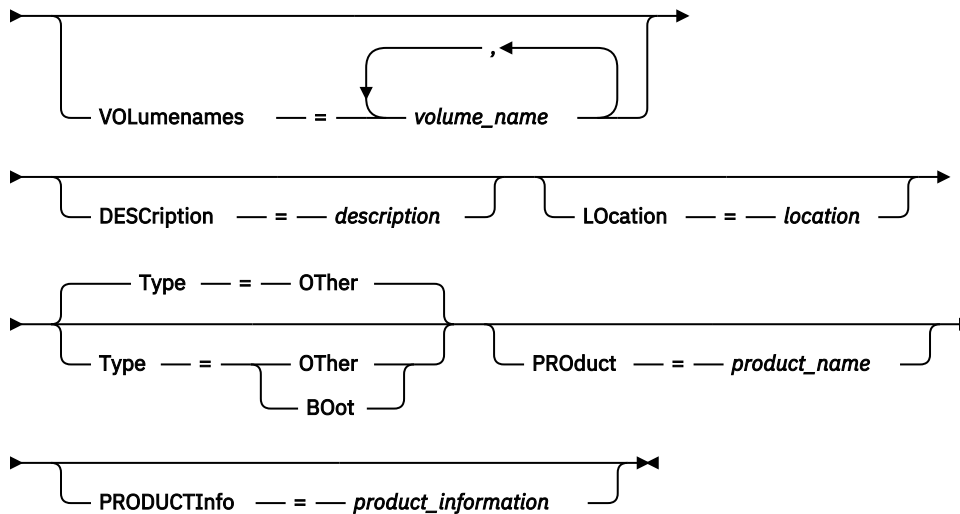 ,
VOLumenames = volume_name
DESCription = description LOcation = location
Type = OTher
Type = OTher PROduct = product_name
BOot
PRODUCTInfo = product_information